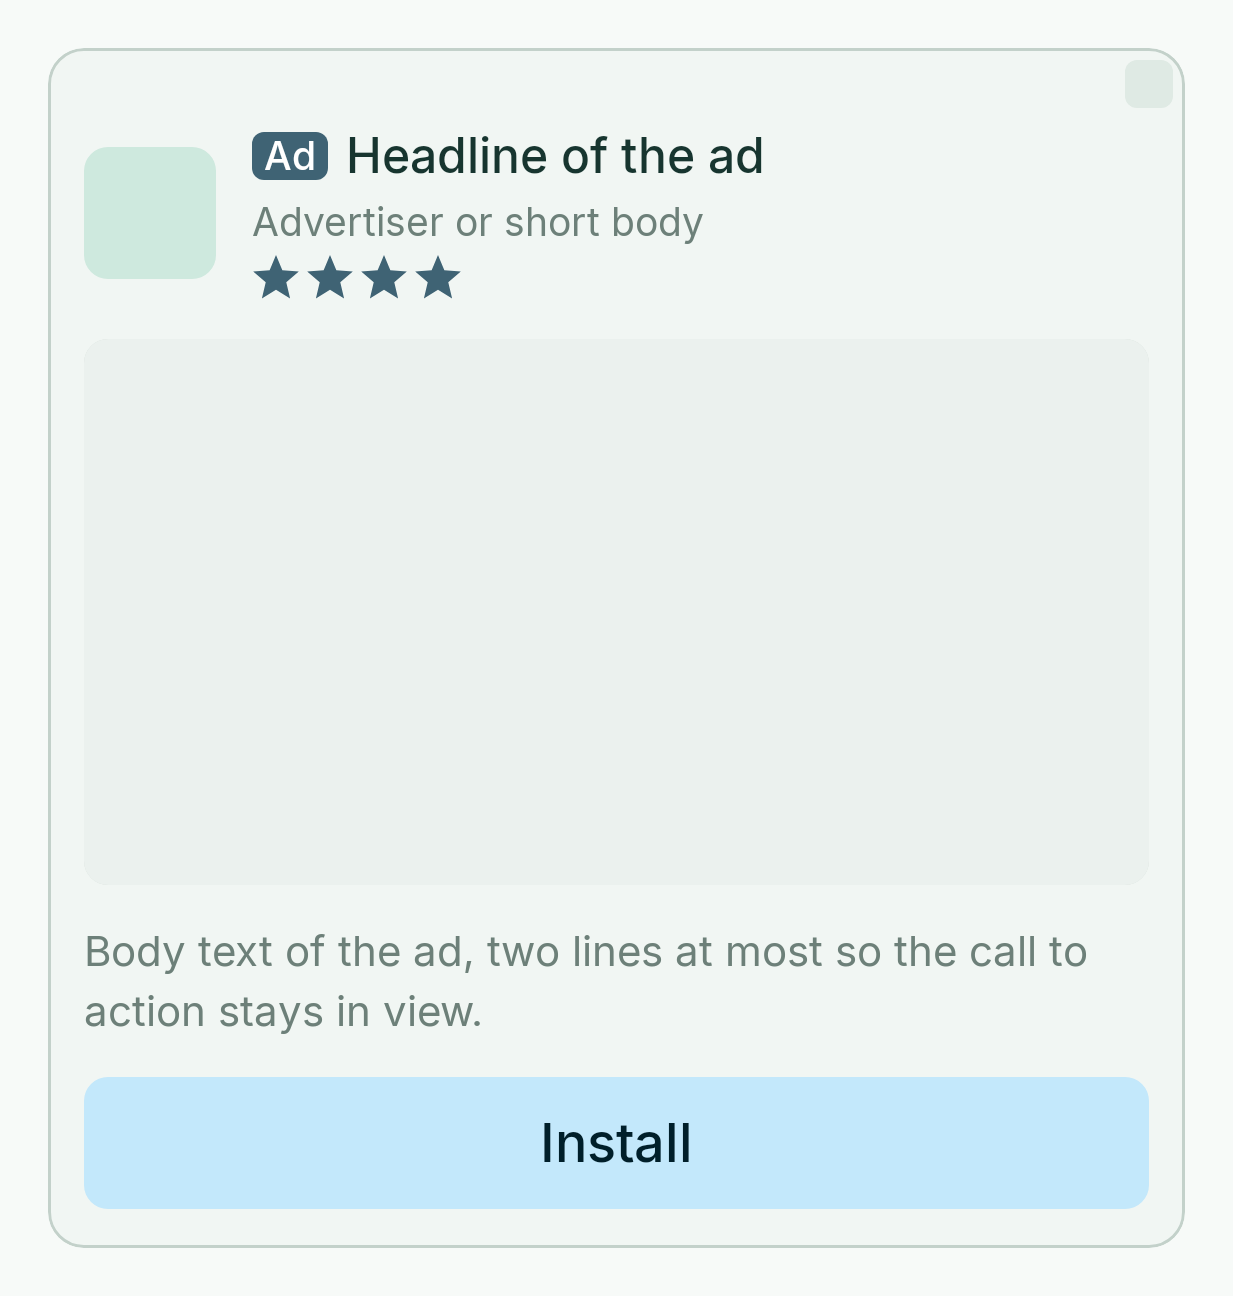 Ad Headline of the ad
Advertiser or short body
Body text of the ad, two lines at most so the call to
action stays in view.
Install